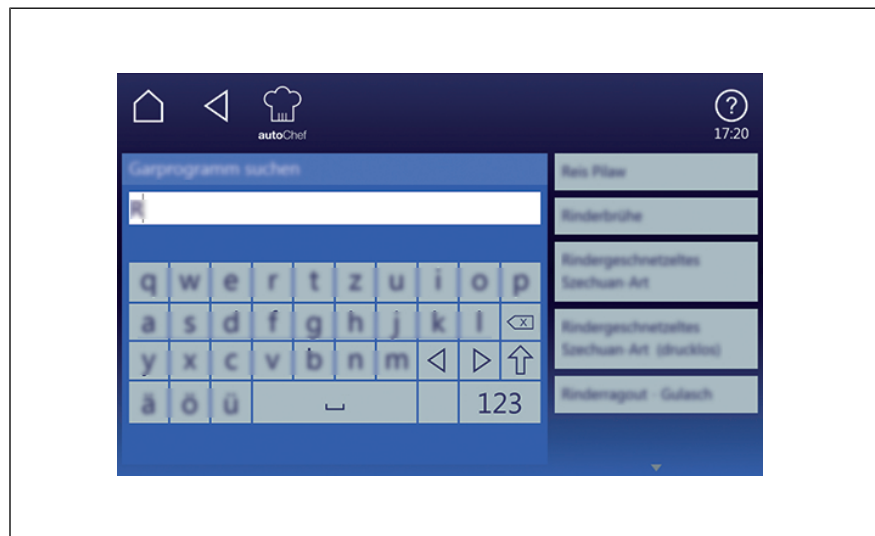 autoChef
?
17:20
Garprogramm suchen
R
Reis Pilaw
Rinderbrühe
Rindergeschnetzeltes
Szechuan-Art
Rindergeschnetzeltes
Szechuan-Art (drucklos)
Rinderragout - Gulasch
q w e r t z u i o p
a s d f g h j k l
y x c v b n m
ä ö ü 123